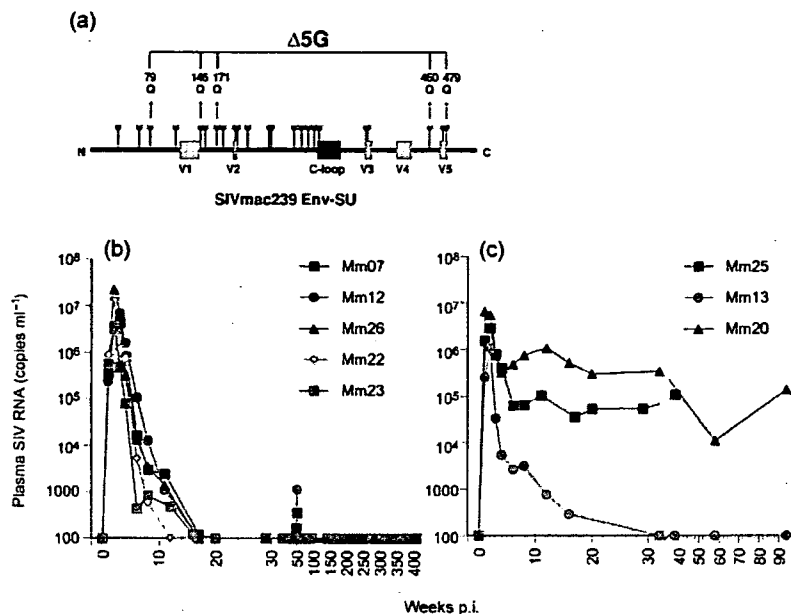 (a)
Δ5G
79 146 171 460 479
Q Q Q Q Q
N V1 V2 C-loop V3 V4 V5 C
SIVmac239 Env-SU
(b)
Plasma SIV RNA (copies ml⁻¹)
10⁸
10⁷
10⁶
10⁵
10⁴
1000
100
0 10 20 30 50 100 150 200 250 300 350 400
Mm07
Mm12
Mm26
Mm22
Mm23
(c)
10⁸
10⁷
10⁶
10⁵
10⁴
1000
100
0 10 20 30 40 50 60 70 80 90
Mm25
Mm13
Mm20
Weeks p.i.